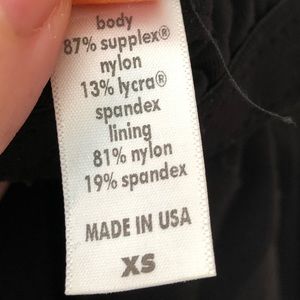 body
87% supplex®
nylon
13% lycra®
spandex
lining
81% nylon
19% spandex
MADE IN USA
XS